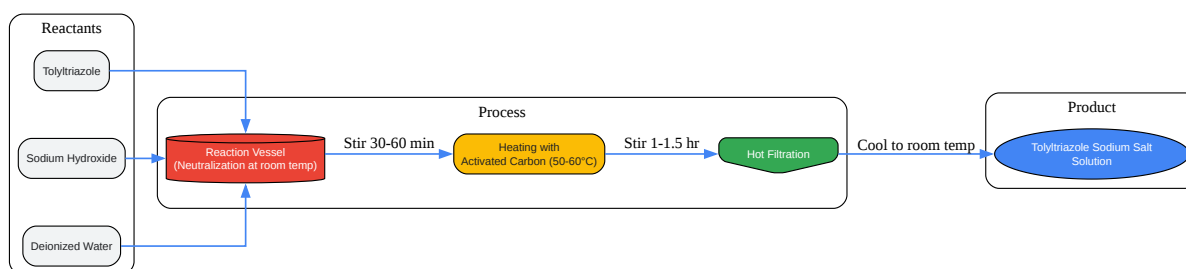 Reactants
Tolyltriazole
Sodium Hydroxide
Deionized Water
Process
Reaction Vessel
(Neutralization at room temp)
Stir 30-60 min
Heating with
Activated Carbon (50-60°C)
Stir 1-1.5 hr
Hot Filtration
Cool to room temp
Product
Tolyltriazole Sodium Salt
Solution